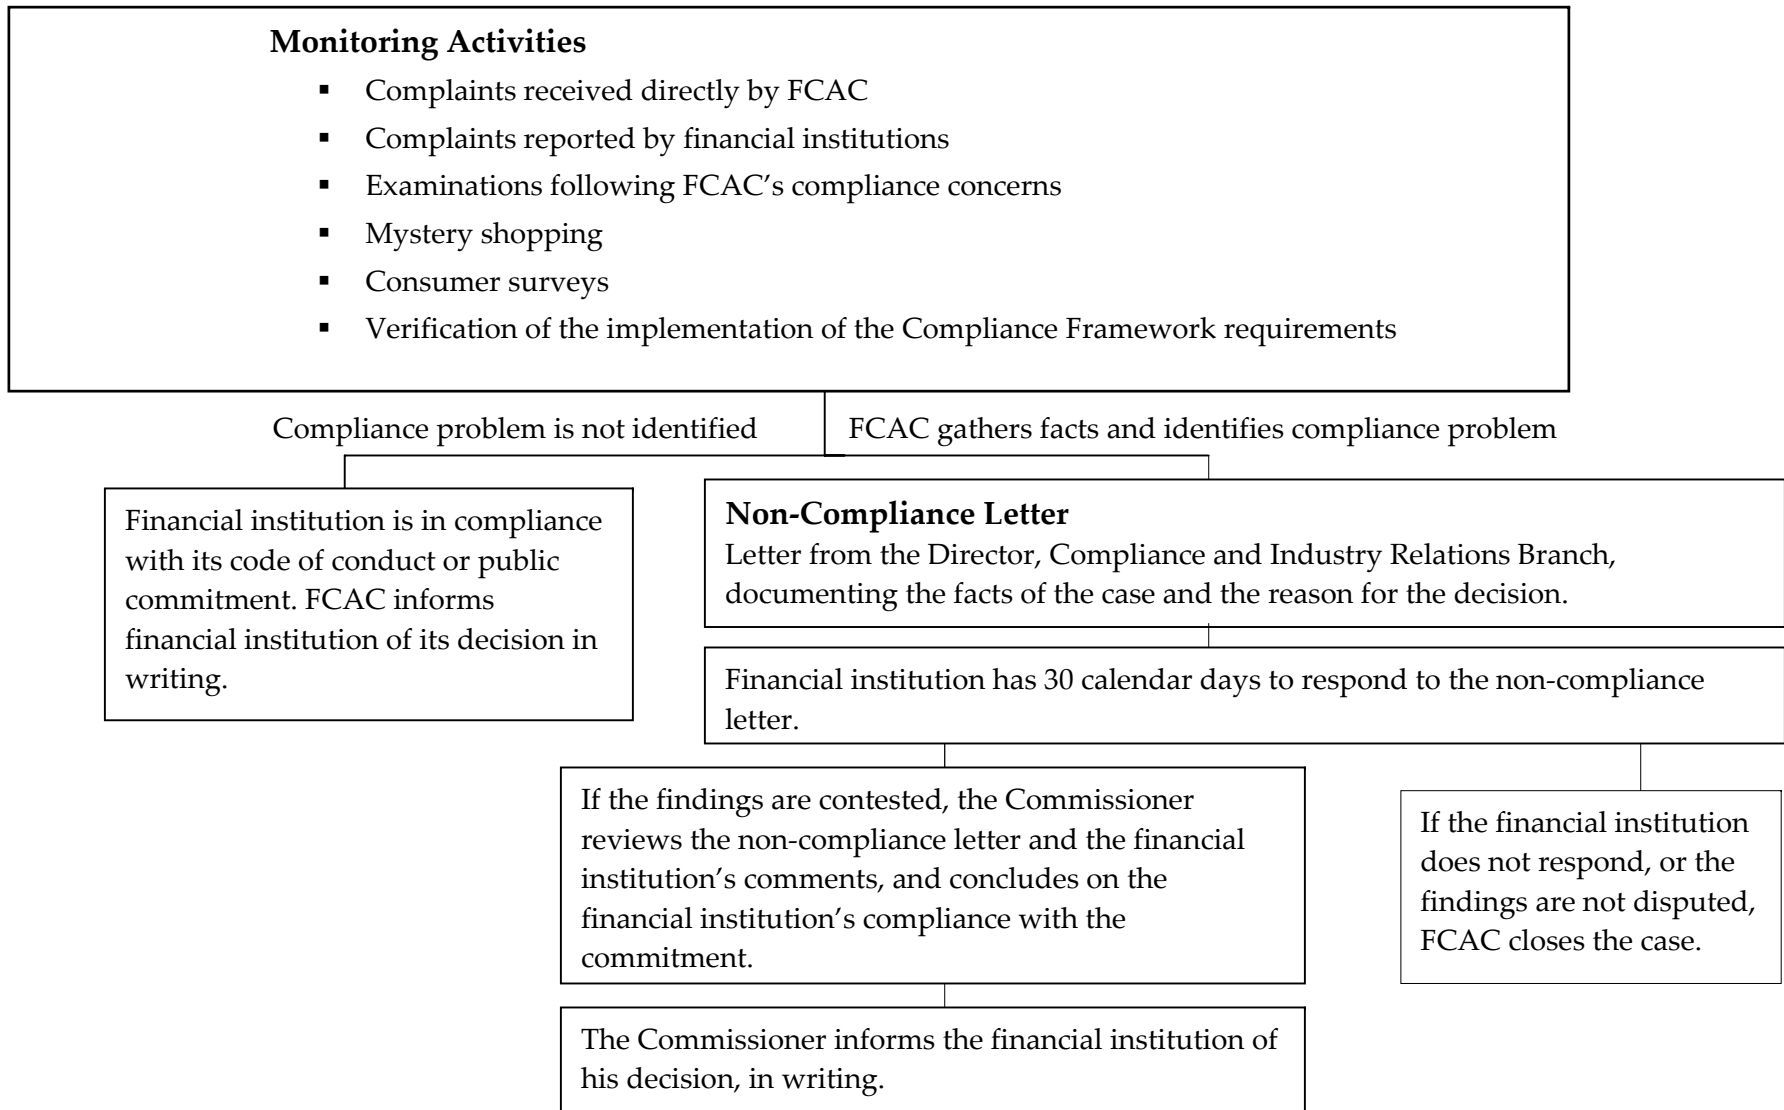 Monitoring Activities
▪ Complaints received directly by FCAC
▪ Complaints reported by financial institutions
▪ Examinations following FCAC’s compliance concerns
▪ Mystery shopping
▪ Consumer surveys
▪ Verification of the implementation of the Compliance Framework requirements
Compliance problem is not identified
FCAC gathers facts and identifies compliance problem
Financial institution is in compliance
with its code of conduct or public
commitment. FCAC informs
financial institution of its decision in
writing.
Non-Compliance Letter
Letter from the Director, Compliance and Industry Relations Branch,
documenting the facts of the case and the reason for the decision.
Financial institution has 30 calendar days to respond to the non-compliance
letter.
If the findings are contested, the Commissioner
reviews the non-compliance letter and the financial
institution’s comments, and concludes on the
financial institution’s compliance with the
commitment.
If the financial institution
does not respond, or the
findings are not disputed,
FCAC closes the case.
The Commissioner informs the financial institution of
his decision, in writing.